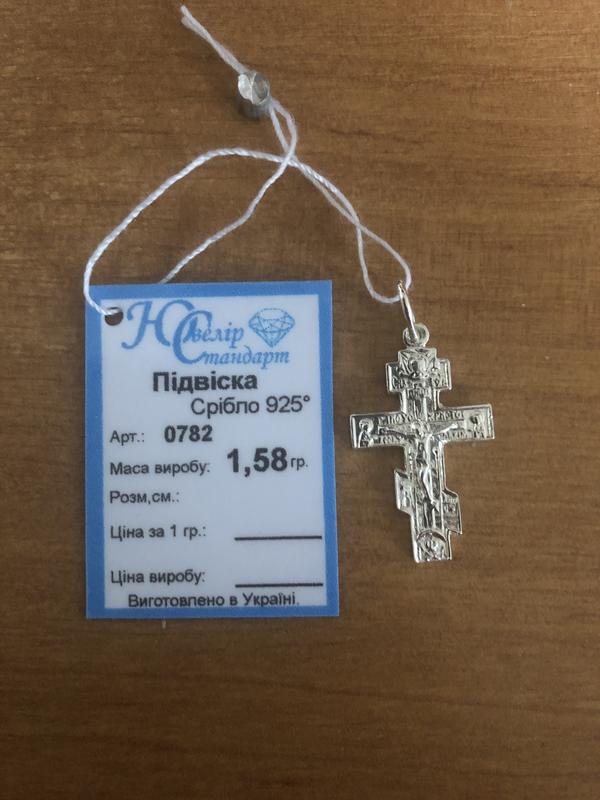 Ювелір
Стандарт
Підвіска
Срібло 925°
Арт.: 0782
Маса виробу: 1,58 гр.
Розм,см.:
Ціна за 1 гр.:
Ціна виробу:
Виготовлено в Україні.